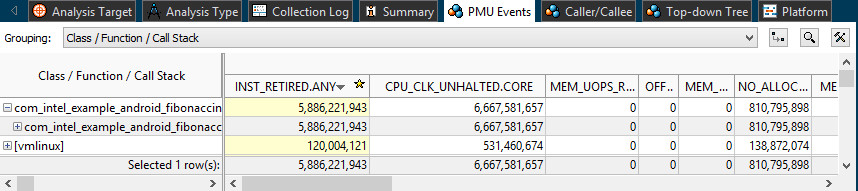 Analysis Target Analysis Type Collection Log Summary PMU Events Caller/Callee Top-down Tree Platform
Grouping: Class / Function / Call Stack
Class / Function / Call Stack INST_RETIRED.ANY CPU_CLK_UNHALTED.CORE MEM_UOPS_R... OFF.. MEM_... NO_ALLOC... ME
com_intel_example_android_fibonaccin 5,886,221,943 6,667,581,657 0 0 0 810,795,898
com_intel_example_android_fibonacc 5,886,221,943 6,667,581,657 0 0 0 810,795,898
[vmlinux] 120,004,121 531,460,674 0 0 0 138,872,074
Selected 1 row(s): 5,886,221,943 6,667,581,657 0 0 0 810,795,898